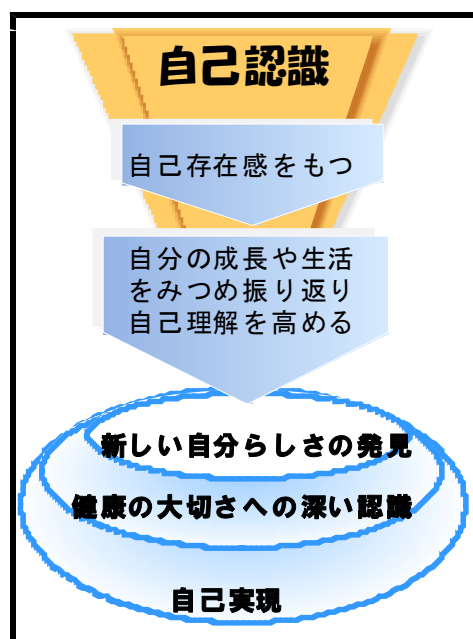 自己認識
自己存在感をもつ
自分の成長や生活
をみつめ振り返り
自己理解を高める
新しい自分らしさの発見
健康の大切さへの深い認識
自己実現